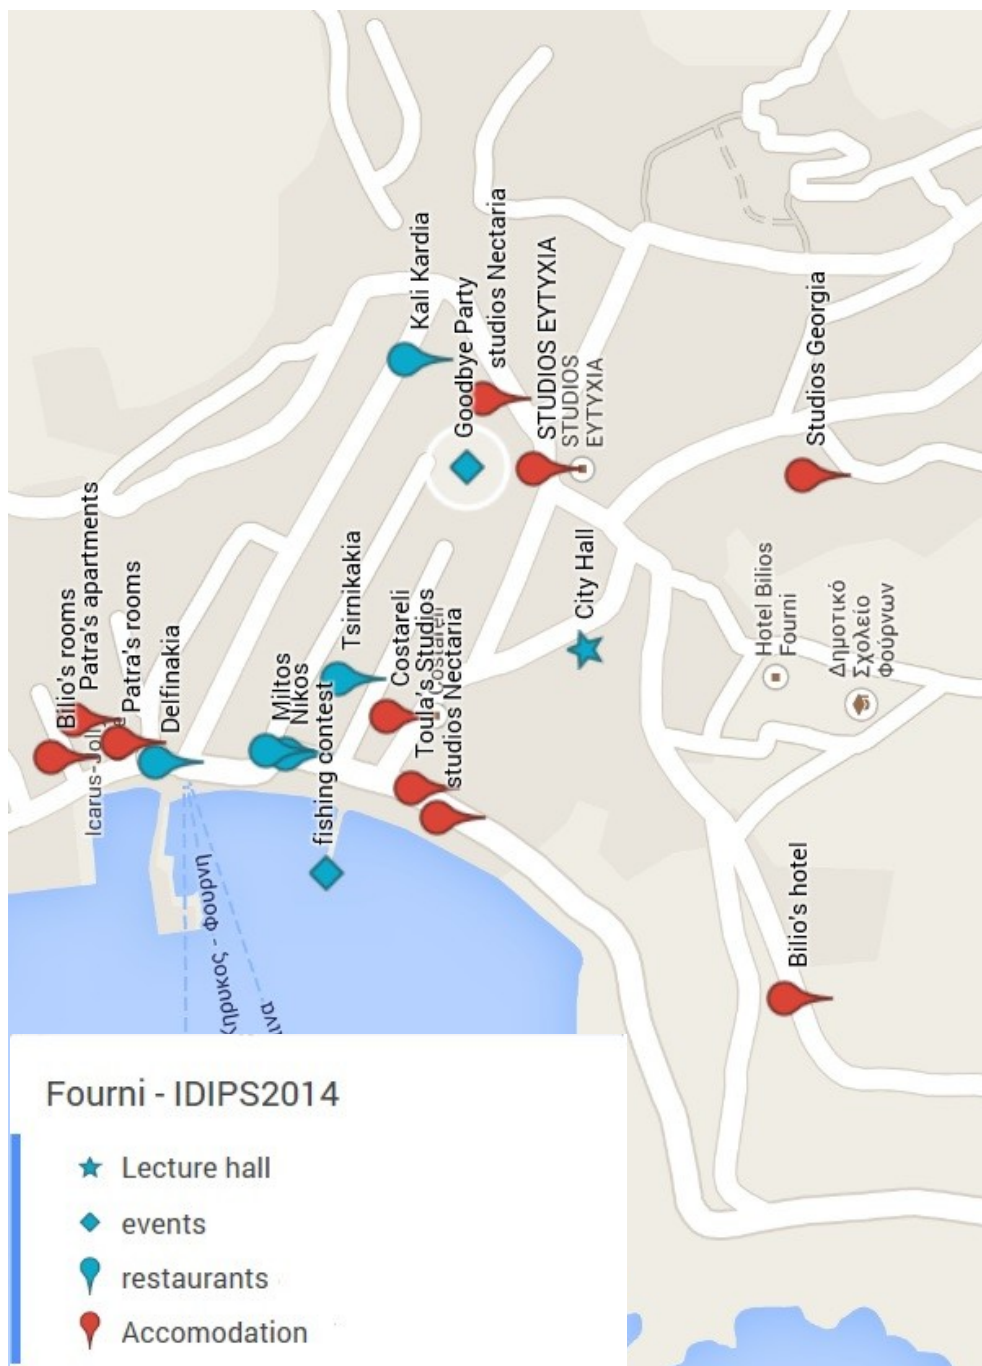 Kali Kardia
Goodbye Party
studios Nectaria
STUDIOS EYTYXIA
STUDIOS
EYTYXIA
Studios Georgia
Bilio's rooms
Patra's apartments
Patra's rooms
Delfinakia
Miltos
Nikos
Tsirnikakia
fishing contest
Costareli
Costareli
Toula's Studios
studios Nectaria
City Hall
Hotel Bilios
Fourni
Δημοτικό
Σχολείο
Φούρνων
Bilio's hotel
- Φούρνη
Fourni - IDIPS2014
Lecture hall
events
restaurants
Accomodation